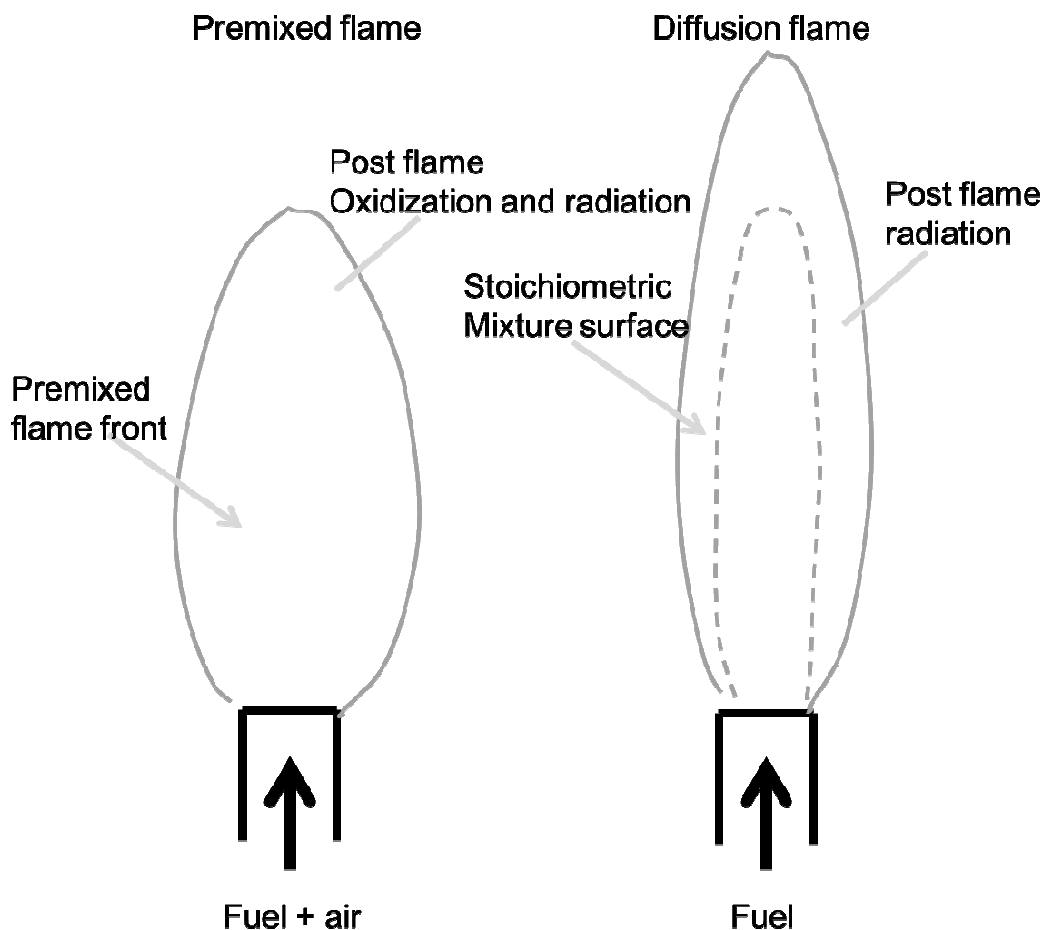 Premixed flame
Diffusion flame
Post flame
Oxidization and radiation
Post flame
radiation
Stoichiometric
Mixture surface
Premixed
flame front
Fuel + air
Fuel